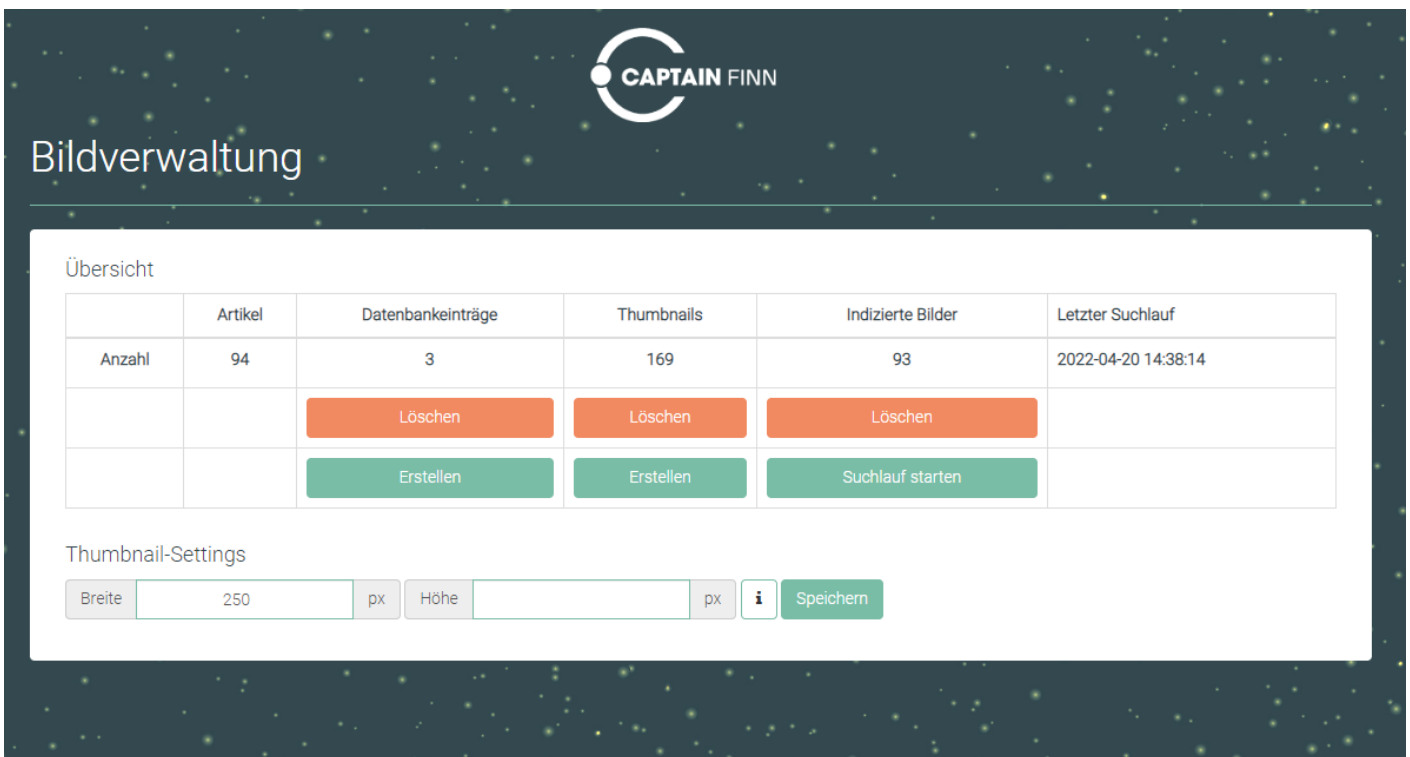 CAPTAIN FINN
Bildverwaltung
Übersicht
Artikel Datenbankeinträge Thumbnails Indizierte Bilder Letzter Suchlauf
Anzahl 94 3 169 93 2022-04-20 14:38:14
Löschen Löschen Löschen
Erstellen Erstellen Suchlauf starten
Thumbnail-Settings
Breite 250 px Höhe px i Speichern